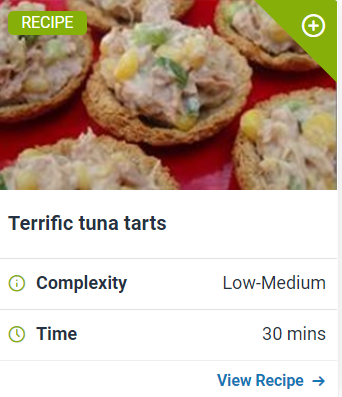 RECIPE
Terrific tuna tarts
Complexity Low-Medium
Time 30 mins
View Recipe →